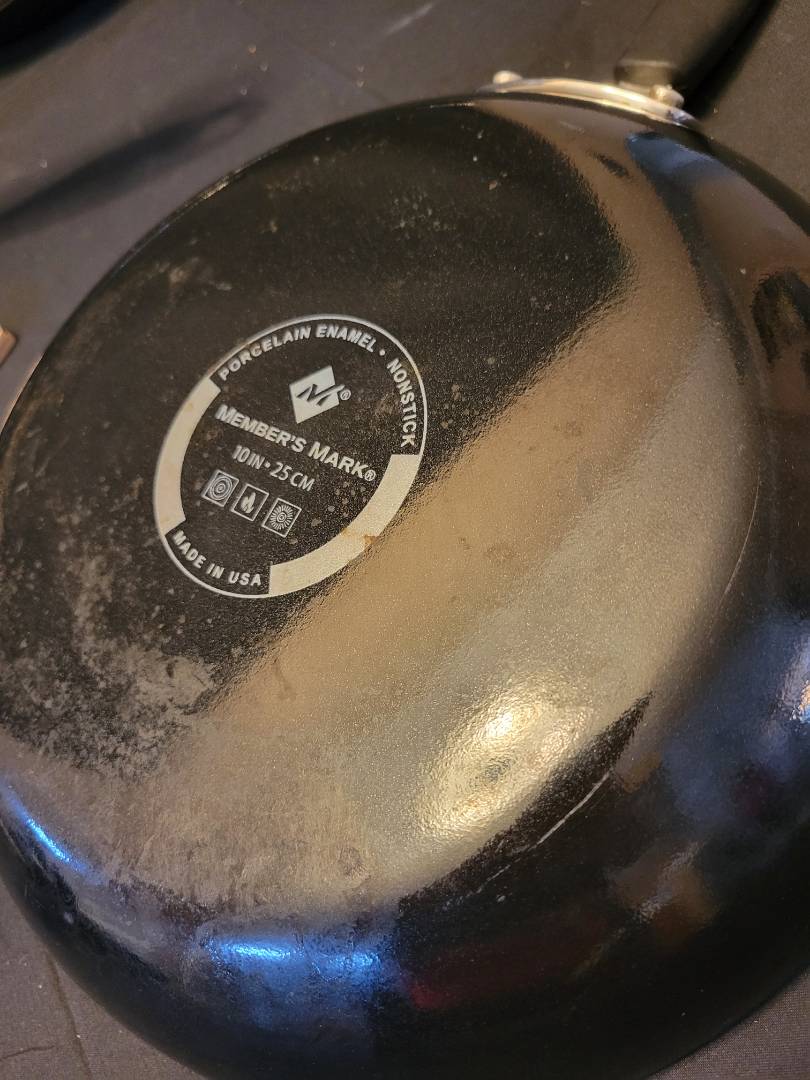 PORCELAIN ENAMEL • NONSTICK
M®
MEMBER'S MARK®
10 IN • 25 CM
MADE IN USA